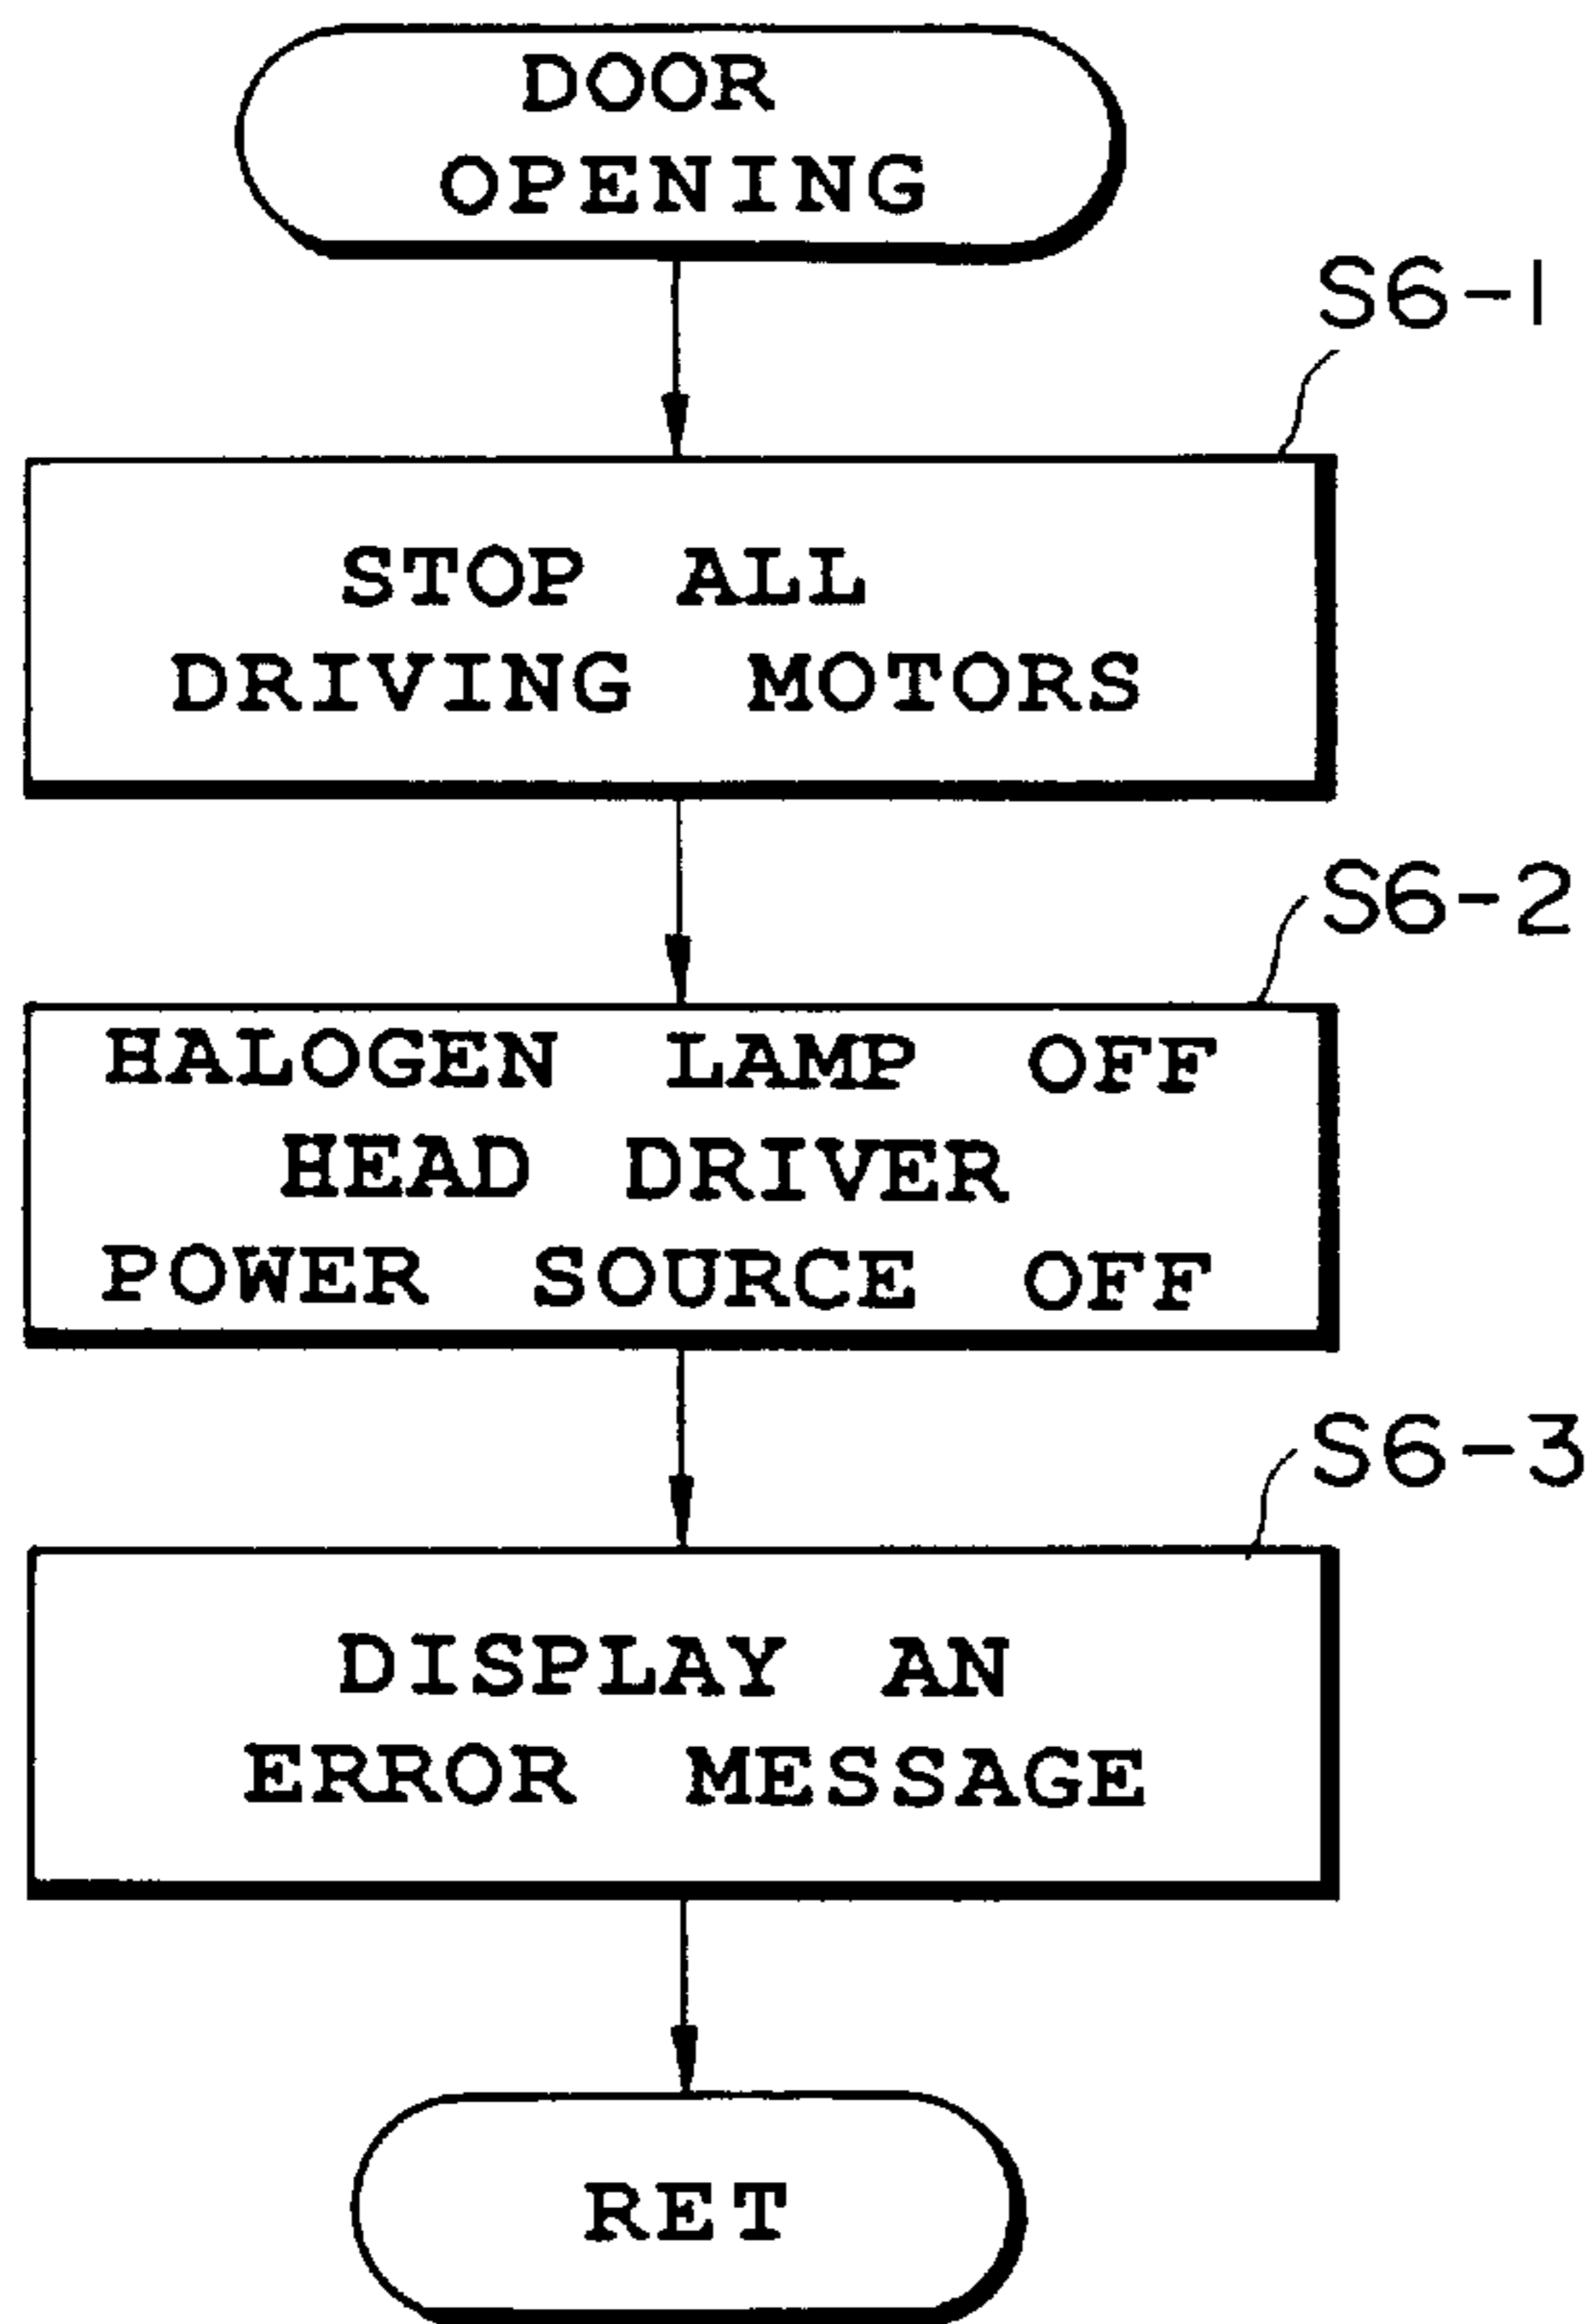 DOOR
OPENING
S6-1
STOP ALL
DRIVING MOTORS
S6-2
HALOGEN LAMP OFF
HEAD DRIVER
POWER SOURCE OFF
S6-3
DISPLAY AN
ERROR MESSAGE
RET